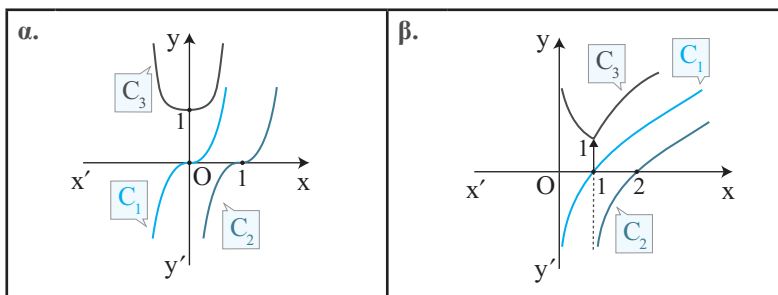 α.
y
C₃
1
x′
O
1
x
C₁
C₂
y′
β.
y
C₃
C₁
1
x′
O
1
2
x
C₂
y′